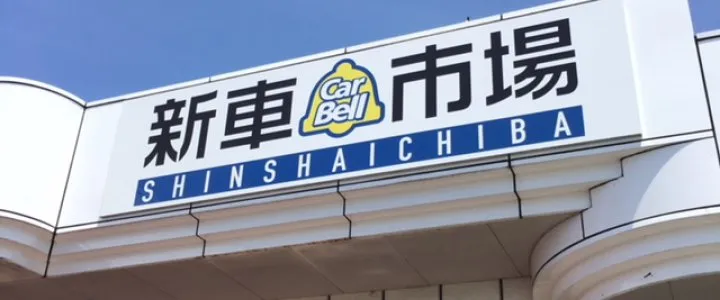 新車 Car Bell 市場
SHINSHAICHIBA